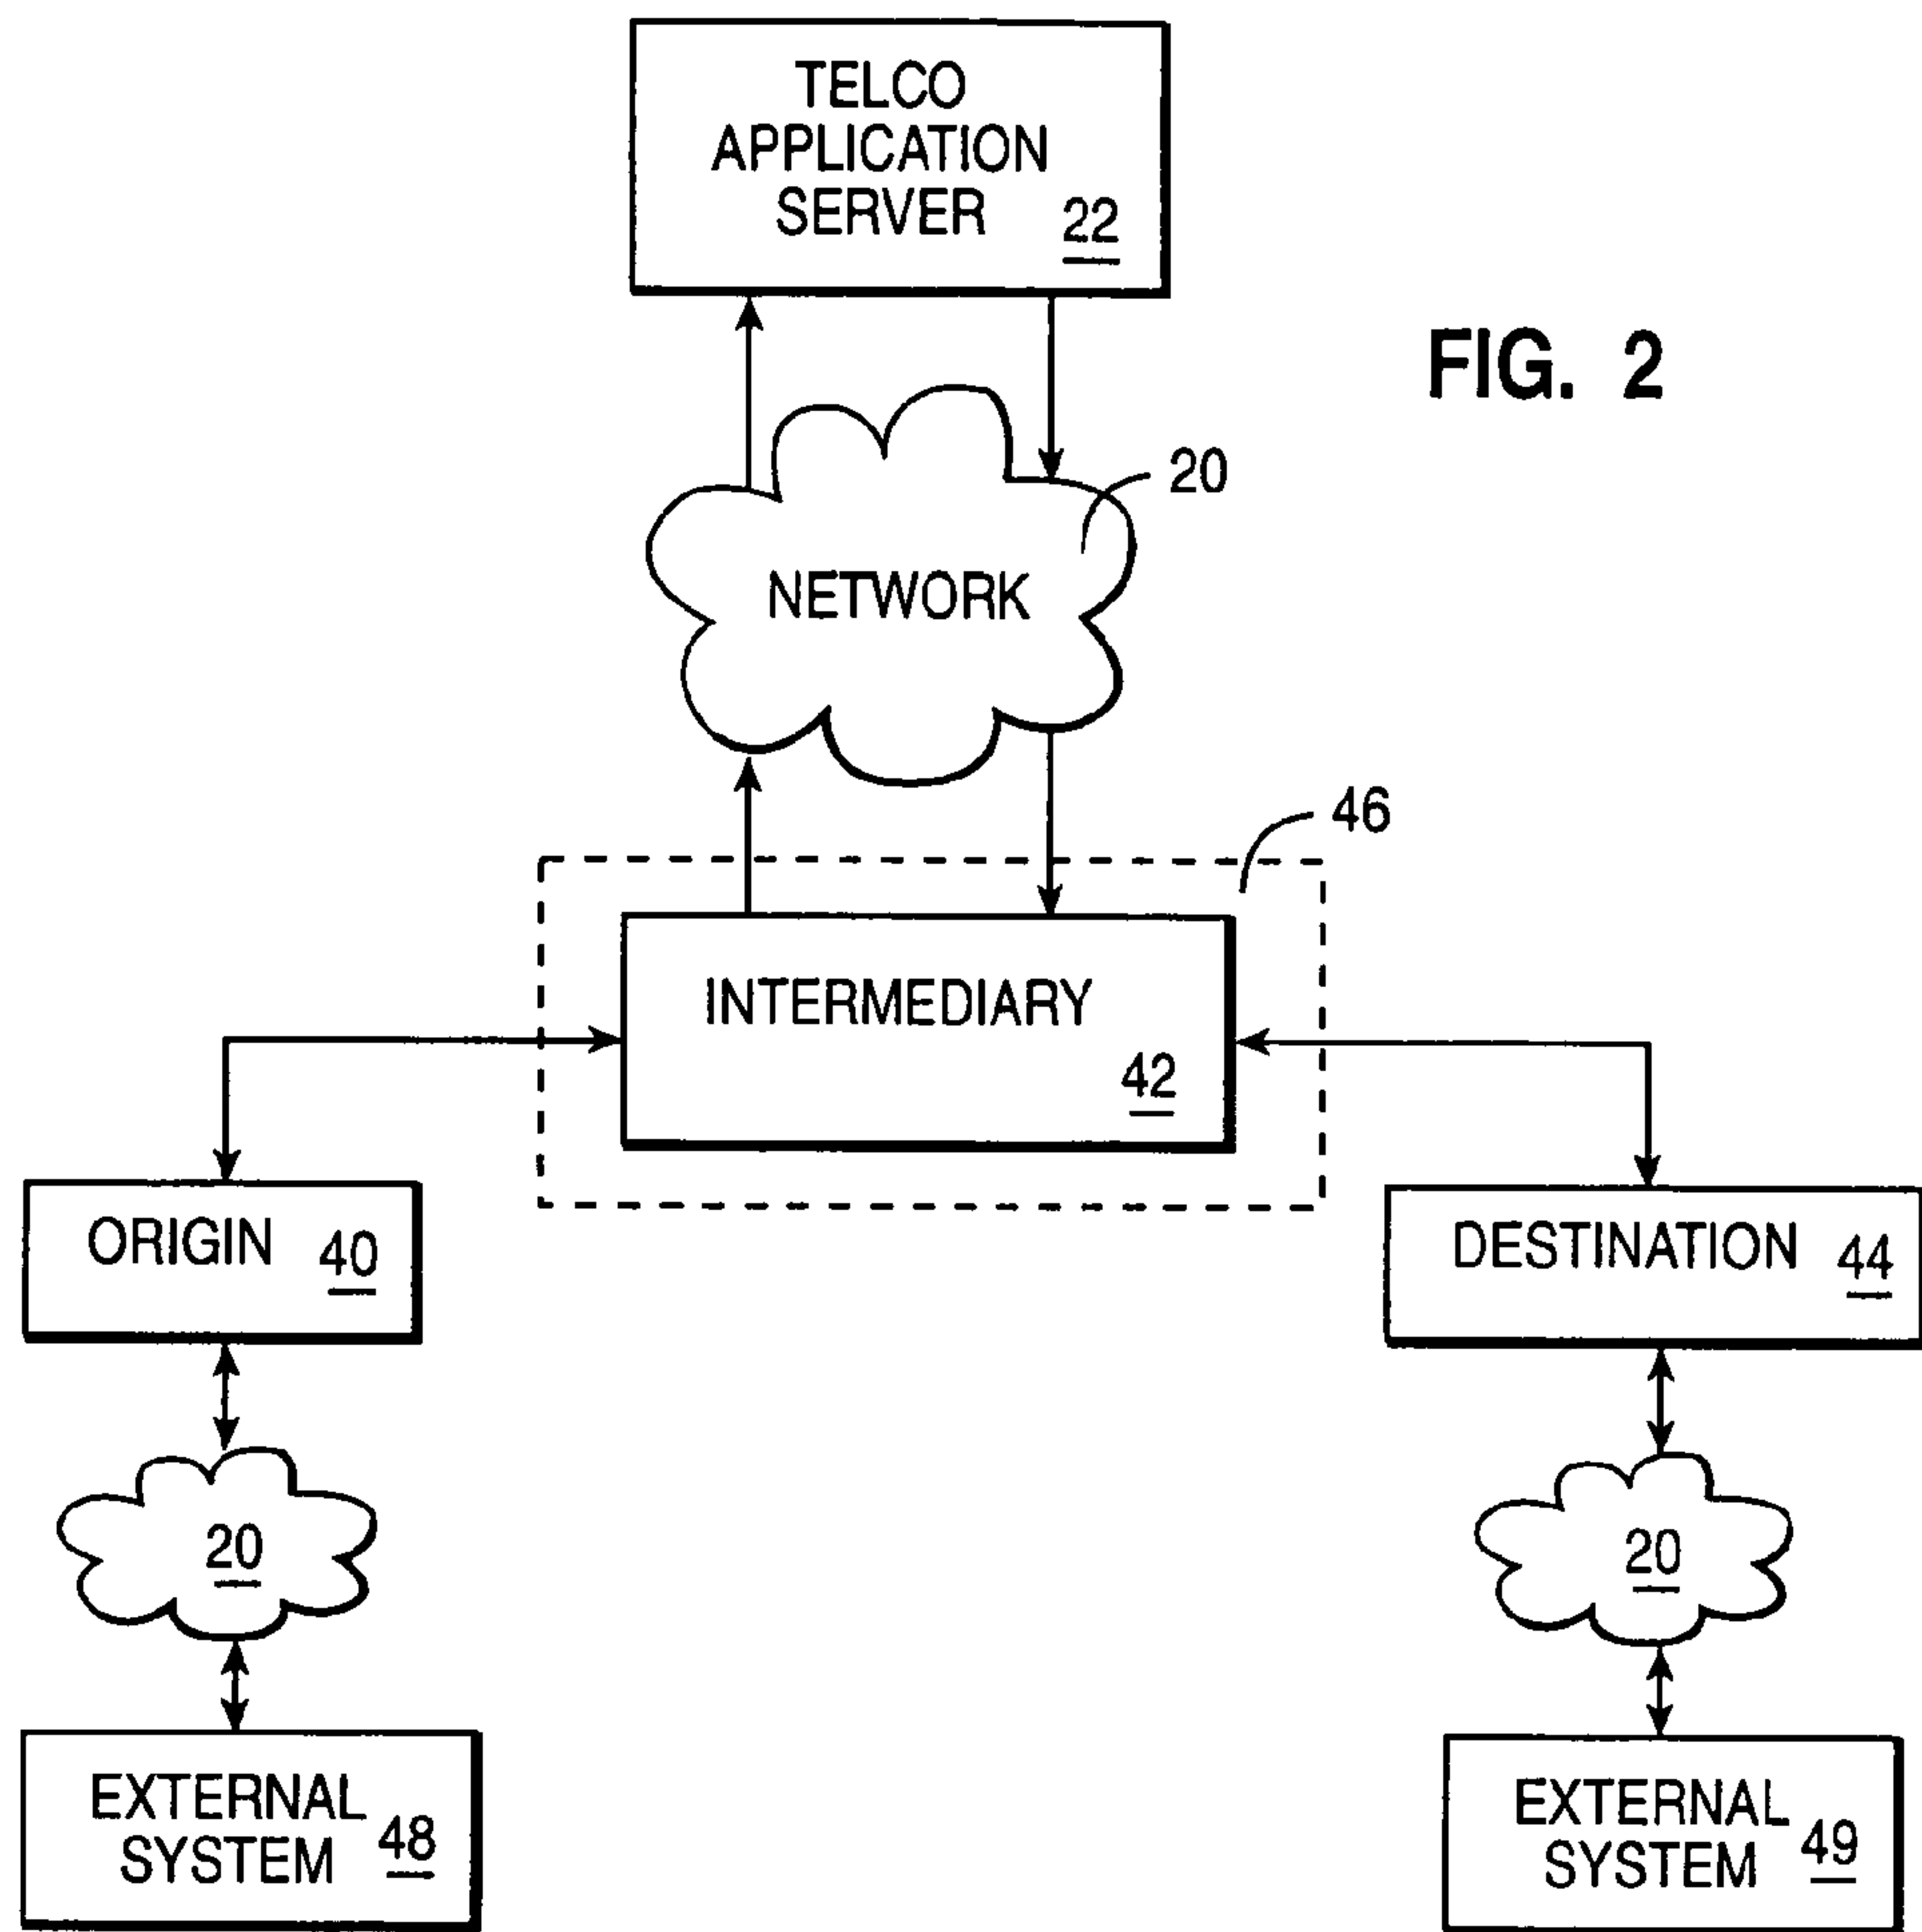 TELCO
APPLICATION
SERVER 22
FIG. 2
20
NETWORK
46
INTERMEDIARY
42
ORIGIN 40
DESTINATION 44
20
20
EXTERNAL
SYSTEM 48
EXTERNAL
SYSTEM 49